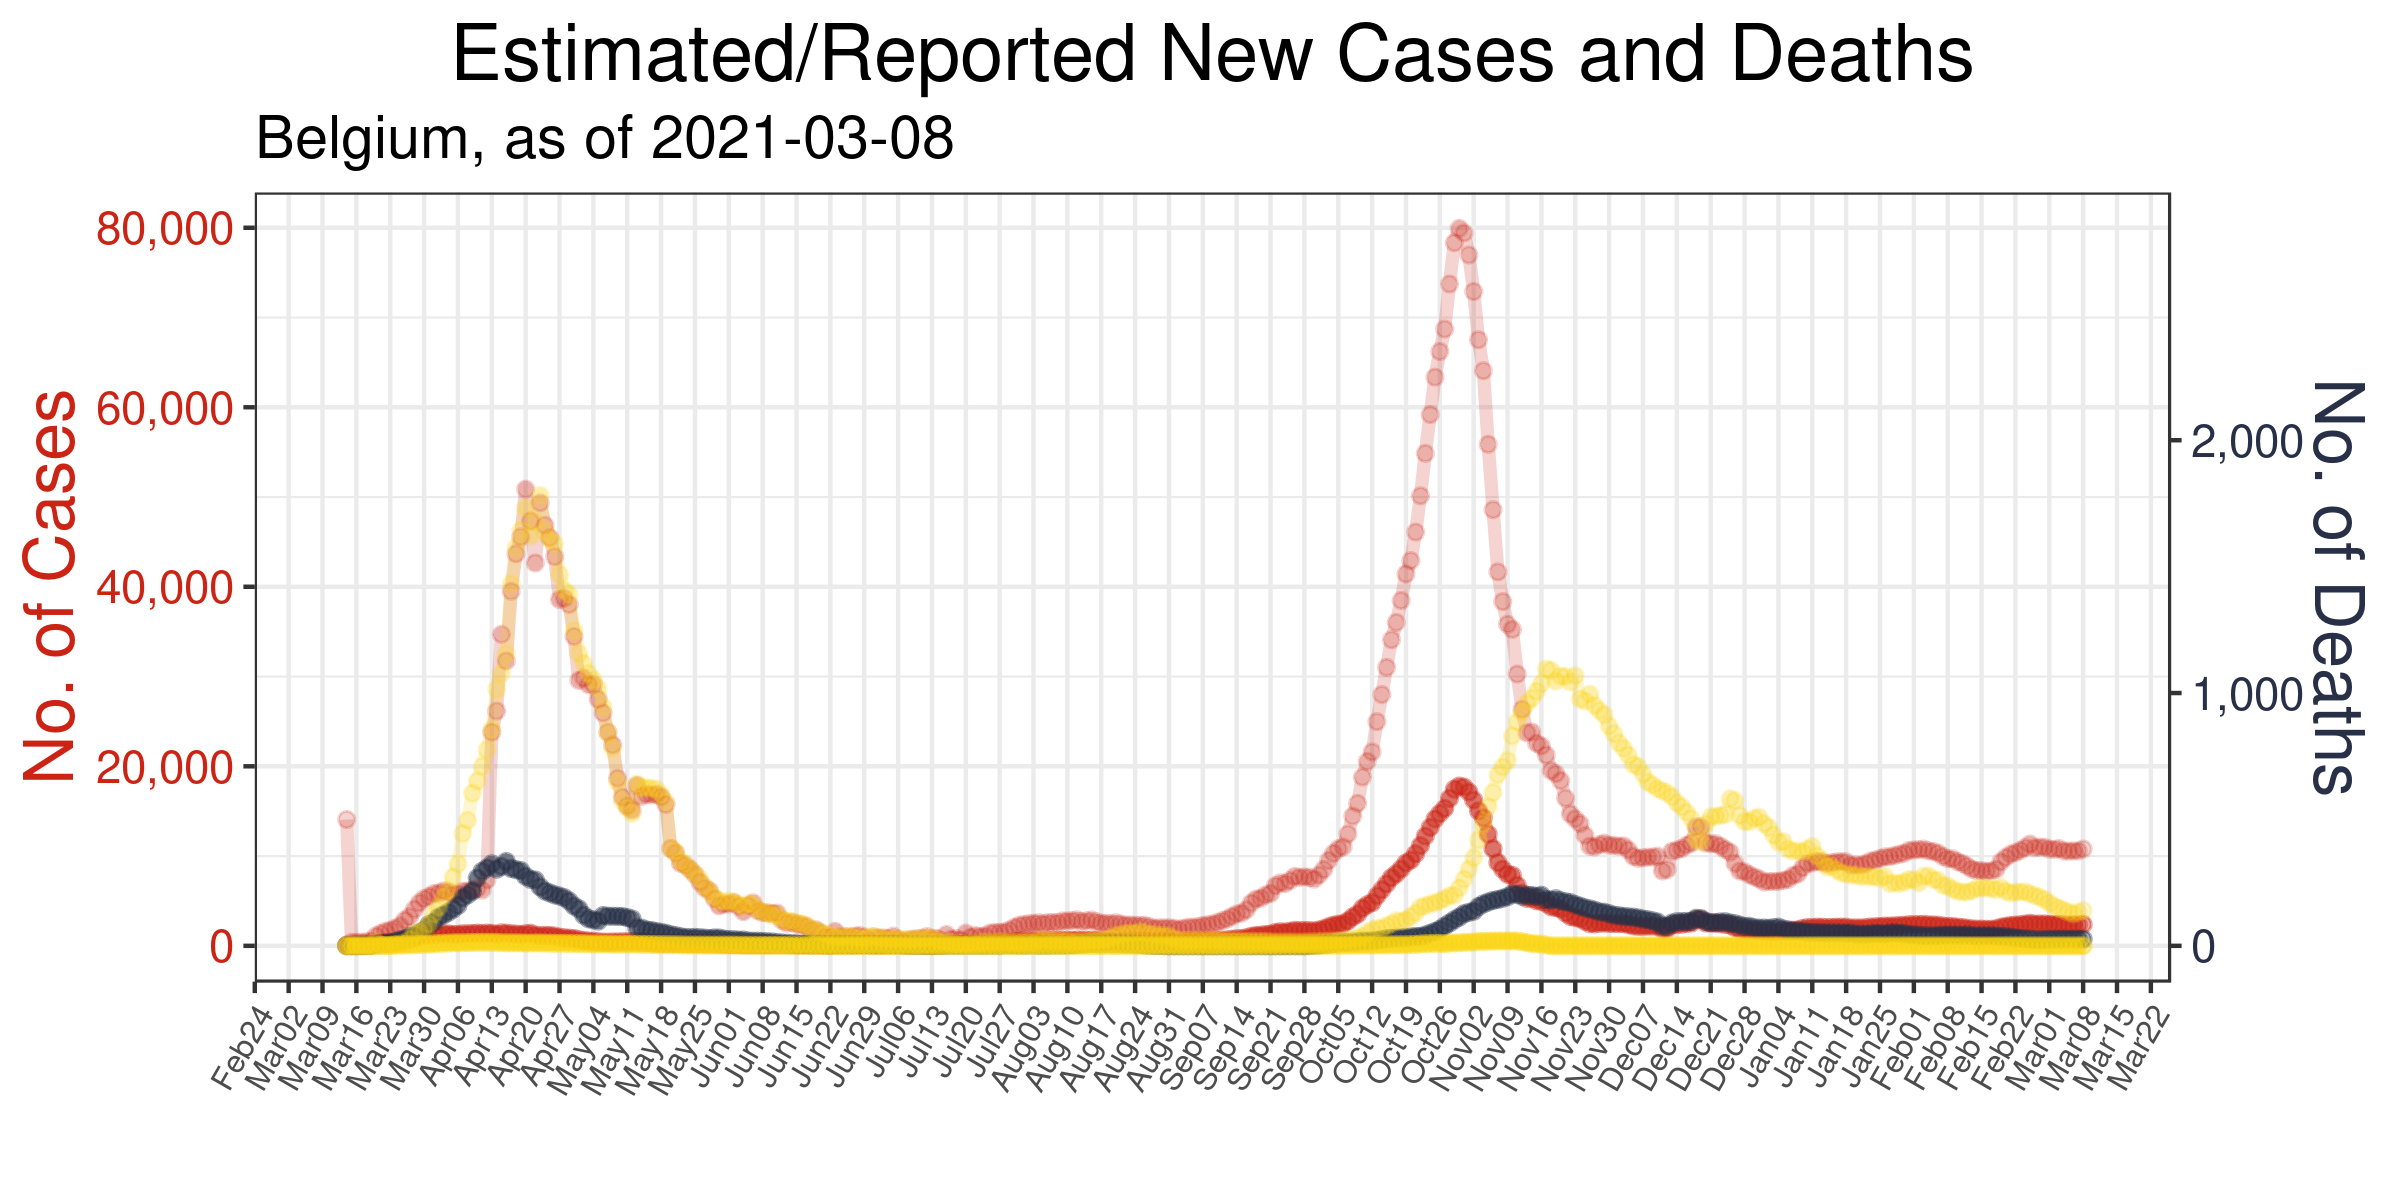 Estimated/Reported New Cases and Deaths
Belgium, as of 2021-03-08
No. of Cases
80,000
60,000
40,000
20,000
0
No. of Deaths
2,000
1,000
0
Feb24
Mar02
Mar09
Mar16
Mar23
Mar30
Apr06
Apr13
Apr20
Apr27
May04
May11
May18
May25
Jun01
Jun08
Jun15
Jun22
Jun29
Jul06
Jul13
Jul20
Jul27
Aug03
Aug10
Aug17
Aug24
Aug31
Sep07
Sep14
Sep21
Sep28
Oct05
Oct12
Oct19
Oct26
Nov02
Nov09
Nov16
Nov23
Nov30
Dec07
Dec14
Dec21
Dec28
Jan04
Jan11
Jan18
Jan25
Feb01
Feb08
Feb15
Feb22
Mar01
Mar08
Mar15
Mar22